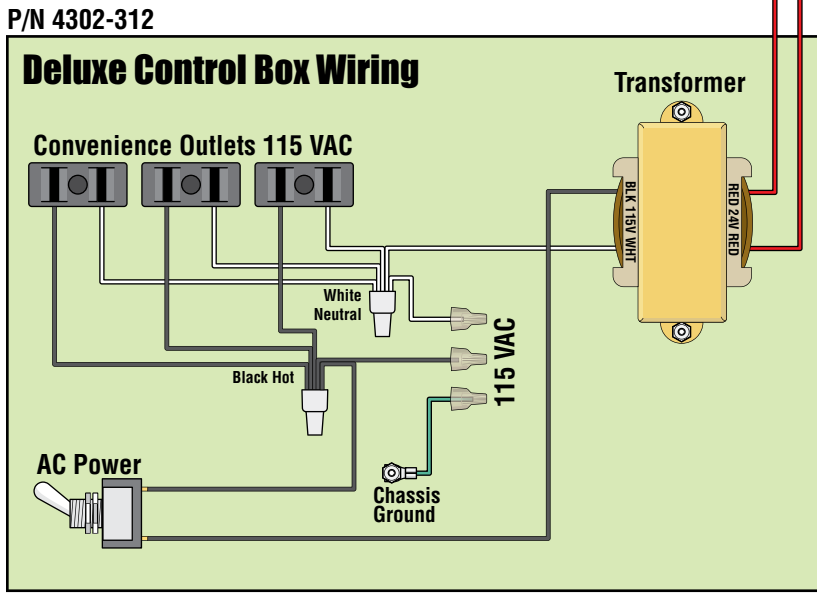 P/N 4302-312
Deluxe Control Box Wiring
Transformer
Convenience Outlets 115 VAC
BLK 115V WHT
RED 24V RED
White
Neutral
115 VAC
Black Hot
AC Power
Chassis
Ground